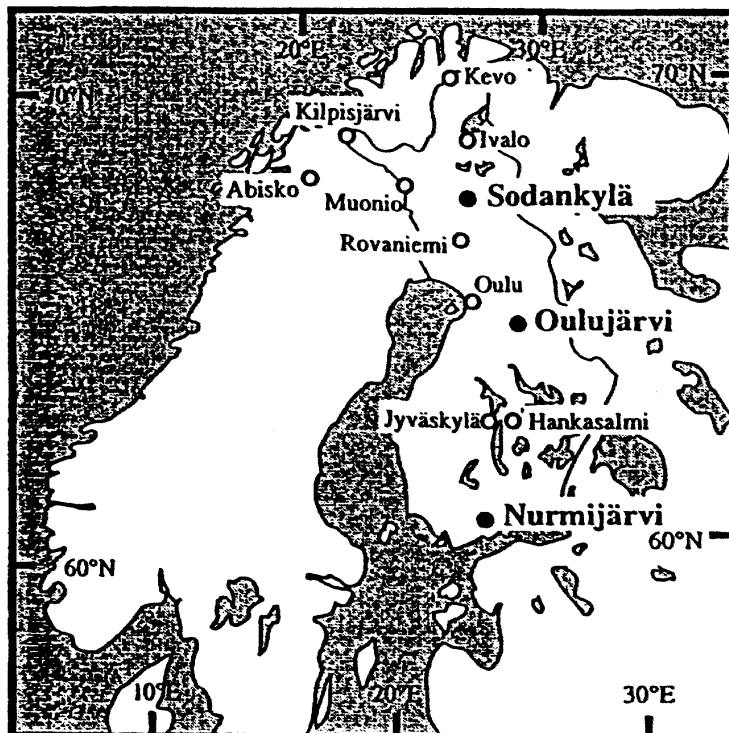 20°E 30°E
70°N 70°N
Kevo
Kilpisjärvi
Ivalo
Abisko
Muonio
Sodankylä
Rovaniemi
Oulu
Oulujärvi
Jyväskylä Hankasalmi
Nurmijärvi
60°N
60°N
10°E 20°E 30°E